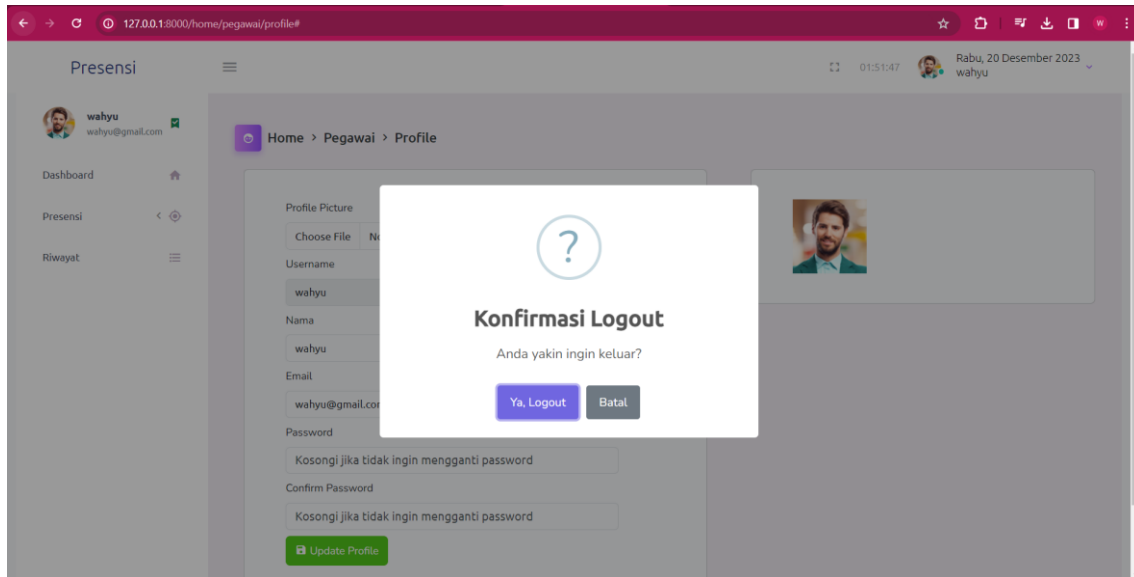 127.0.0.1:8000/home/pegawai/profile#
W
Presensi
01:51:47
Rabu, 20 Desember 2023
wahyu
wahyu
wahyu@gmail.com
Dashboard
Presensi
Riwayat
Home > Pegawai > Profile
Profile Picture
Choose File
Username
wahyu
Nama
wahyu
Email
wahyu@gmail.com
Password
Kosongi jika tidak ingin mengganti password
Confirm Password
Kosongi jika tidak ingin mengganti password
Update Profile
?
Konfirmasi Logout
Anda yakin ingin keluar?
Ya, Logout
Batal